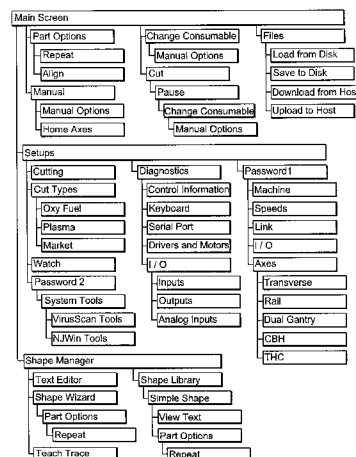 Main Screen
Part Options
Repeat
Align
Manual
Manual Options
Home Axes
Change Consumable
Manual Options
Cut
Pause
Change Consumable
Manual Options
Files
Load from Disk
Save to Disk
Download from Hos
Upload to Host
Setups
Cutting
Cut Types
Oxy Fuel
Plasma
Market
Watch
Password 2
System Tools
VirusScan Tools
NJWin Tools
Diagnostics
Control Information
Keyboard
Serial Port
Drivers and Motors
I / O
Inputs
Outputs
Analog Inputs
Password1
Machine
Speeds
Link
I / O
Axes
Transverse
Rail
Dual Gantry
CBH
THC
Shape Manager
Text Editor
Shape Wizard
Part Options
Repeat
Teach Trace
Shape Library
Simple Shape
View Text
Part Options
Repeat